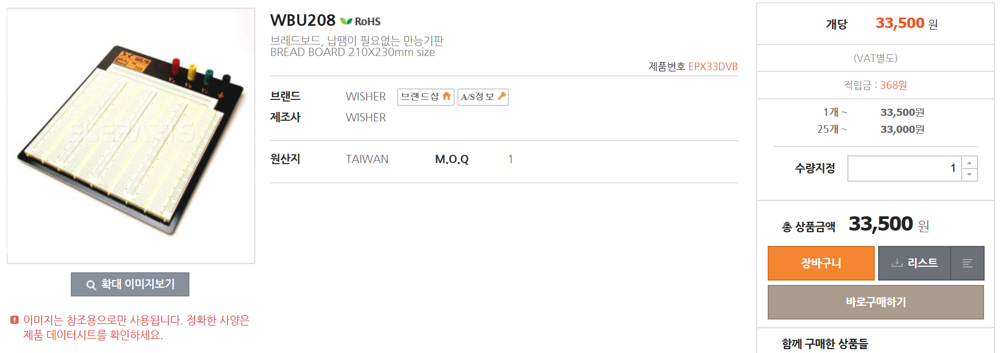 WBU208 RoHS
브레드보드, 납땜이 필요없는 만능기판
BREAD BOARD 210X230mm size
제품번호 EPX33DVB
브랜드 WISHER 브랜드샵 A/S정보
제조사 WISHER
원산지 TAIWAN M.O.Q 1
WISH
208
ELEPARTS
확대 이미지보기
이미지는 참조용으로만 사용됩니다. 정확한 사양은
제품 데이터시트를 확인하세요.
개당 33,500 원
(VAT별도)
적립금 : 368원
1개 ~ 33,500원
25개 ~ 33,000원
수량지정 1
총 상품금액 33,500 원
장바구니 리스트
바로구매하기
함께 구매한 상품들